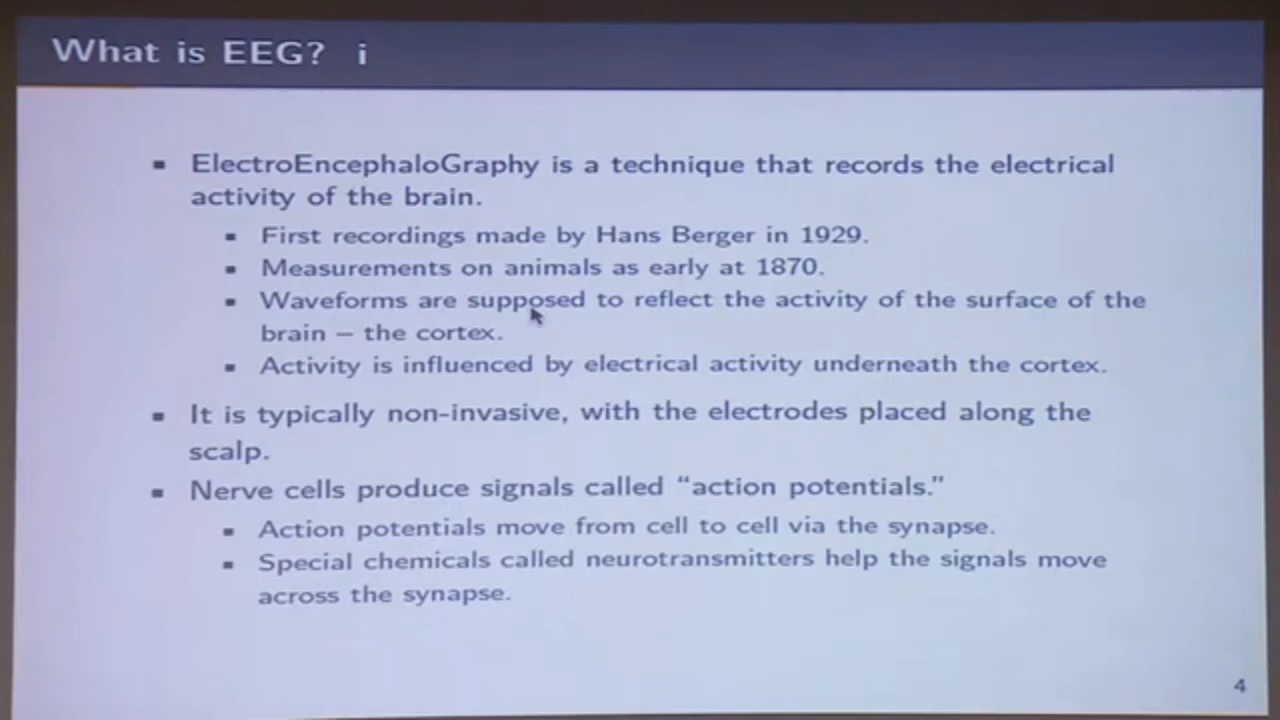 What is EEG? i
ElectroEncephaloGraphy is a technique that records the electrical
activity of the brain.
First recordings made by Hans Berger in 1929.
Measurements on animals as early at 1870.
Waveforms are supposed to reflect the activity of the surface of the
brain – the cortex.
Activity is influenced by electrical activity underneath the cortex.
It is typically non-invasive, with the electrodes placed along the
scalp.
Nerve cells produce signals called “action potentials.”
Action potentials move from cell to cell via the synapse.
Special chemicals called neurotransmitters help the signals move
across the synapse.
4